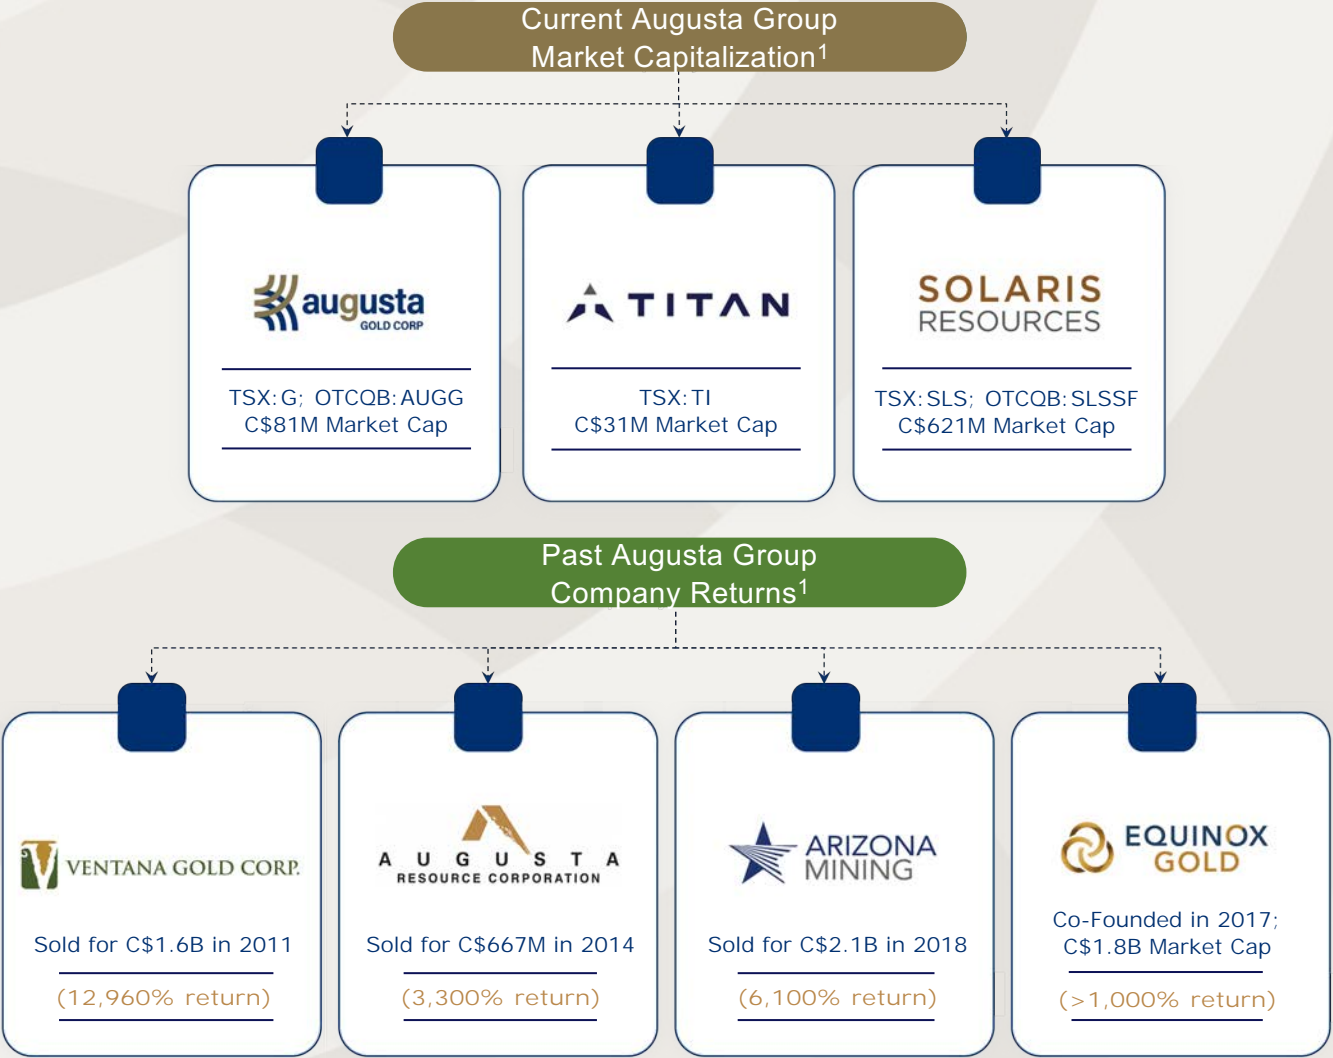 Current Augusta Group
Market Capitalization1
augusta
GOLD CORP
TITAN
SOLARIS
RESOURCES
TSX:G; OTCQB:AUGG
C$81M Market Cap
TSX:TI
C$31M Market Cap
TSX:SLS; OTCQB:SLSSF
C$621M Market Cap
Past Augusta Group
Company Returns1
VENTANA GOLD CORP.
AUGUSTA
RESOURCE CORPORATION
ARIZONA
MINING
EQUINOX
GOLD
Sold for C$1.6B in 2011
(12,960% return)
Sold for C$667M in 2014
(3,300% return)
Sold for C$2.1B in 2018
(6,100% return)
Co-Founded in 2017;
C$1.8B Market Cap
(>1,000% return)